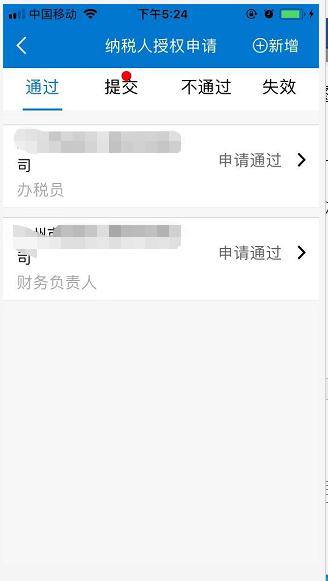 中国移动 下午5:24
纳税人授权申请 新增
通过 提交 不通过 失效
司 申请通过
办税员
司 申请通过
财务负责人